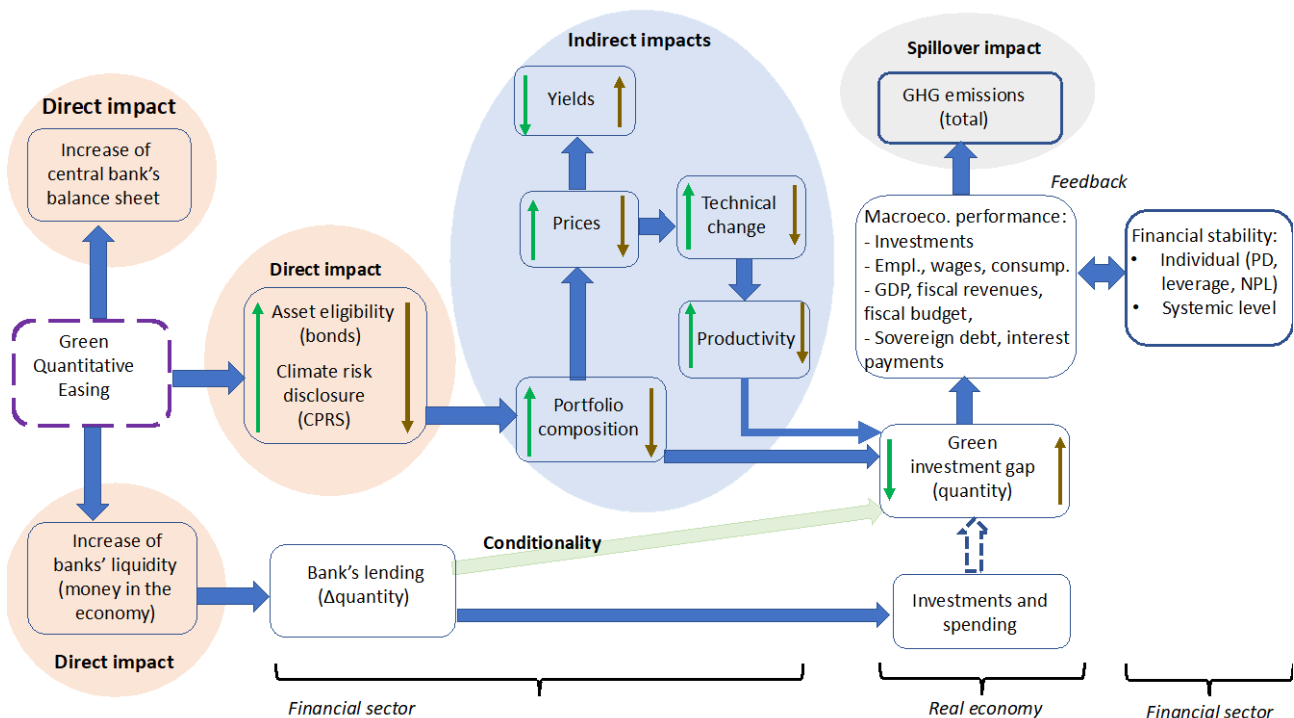 Indirect impacts
Spillover impact
GHG emissions
(total)
Yields
Direct impact
Increase of
central bank's
balance sheet
Feedback
Prices
Technical
change
Macroeco. performance:
- Investments
- Empl., wages, consump.
- GDP, fiscal revenues,
fiscal budget,
- Sovereign debt, interest
payments
Financial stability:
• Individual (PD,
leverage, NPL)
• Systemic level
Direct impact
Asset eligibility
(bonds)
Climate risk
disclosure
(CPRS)
Green
Quantitative
Easing
Productivity
Portfolio
composition
Green
investment gap
(quantity)
Increase of
banks' liquidity
(money in the
economy)
Direct impact
Conditionality
Bank's lending
(Δquantity)
Investments and
spending
Financial sector
Real economy
Financial sector